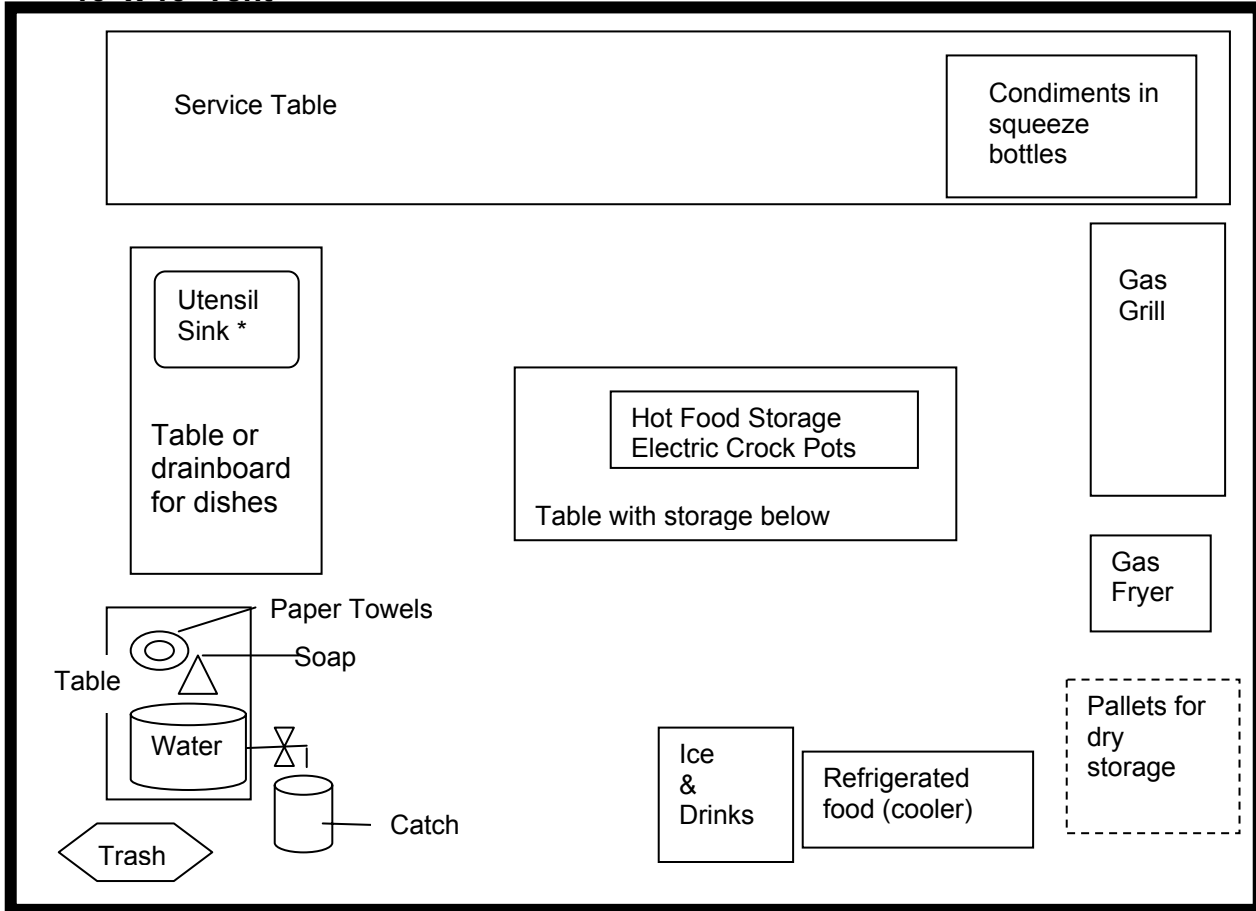 Service Table
Condiments in
squeeze
bottles
Utensil
Sink *
Table or
drainboard
for dishes
Hot Food Storage
Electric Crock Pots
Table with storage below
Gas
Grill
Gas
Fryer
Paper Towels
Soap
Table
Water
Catch
Trash
Ice
&
Drinks
Refrigerated
food (cooler)
Pallets for
dry
storage